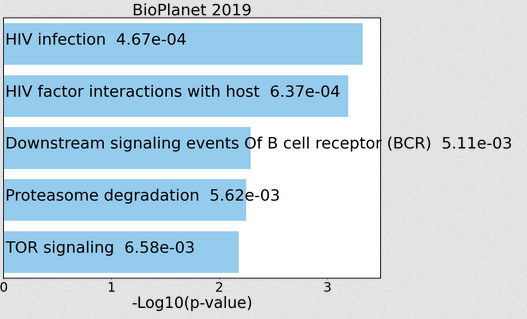 BioPlanet 2019
HIV infection 4.67e-04
HIV factor interactions with host 6.37e-04
Downstream signaling events Of B cell receptor (BCR) 5.11e-03
Proteasome degradation 5.62e-03
TOR signaling 6.58e-03
0 1 2 3
-Log10(p-value)